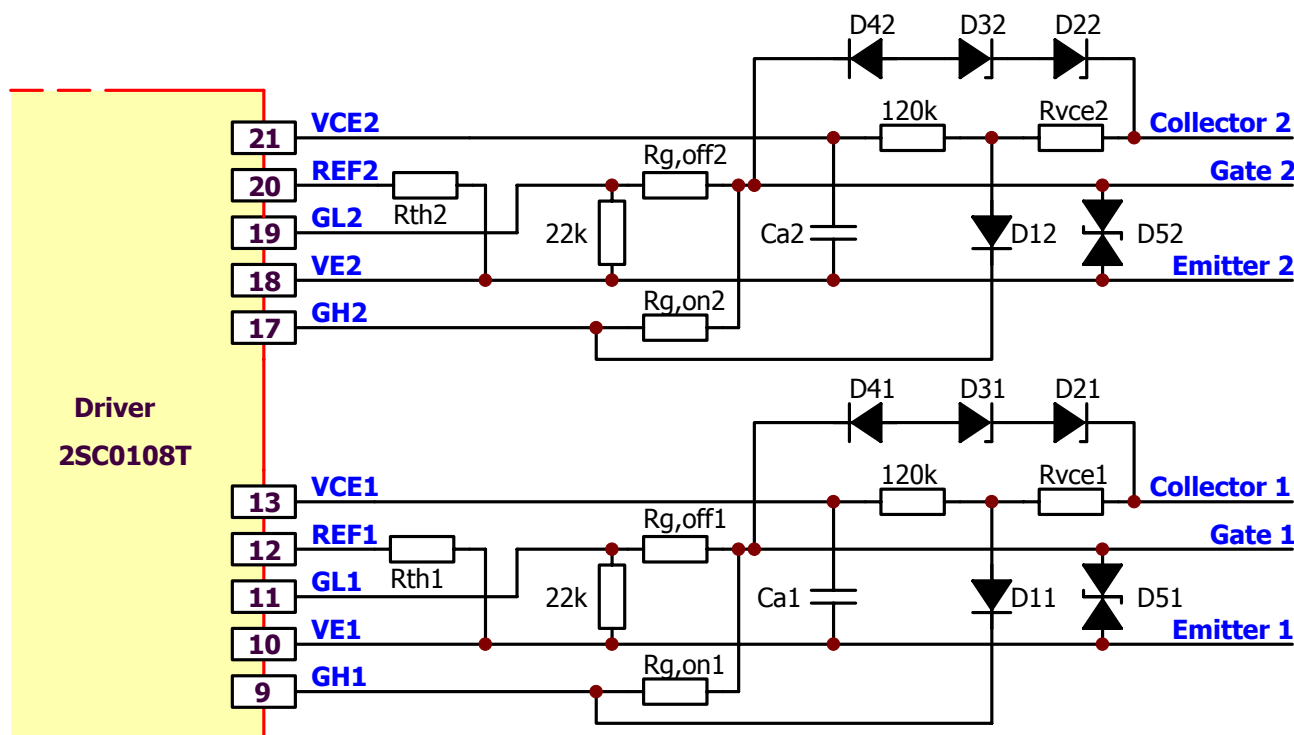 D42 D32 D22
21 VCE2 120k Rvce2 Collector 2
20 REF2 Rg,off2 Gate 2
Rth2
19 GL2 22k Ca2 D12 D52
18 VE2 Emitter 2
17 GH2 Rg,on2
Driver
2SC0108T
D41 D31 D21
13 VCE1 120k Rvce1 Collector 1
12 REF1 Rg,off1 Gate 1
Rth1
11 GL1 22k Ca1 D11 D51
10 VE1 Emitter 1
9 GH1 Rg,on1